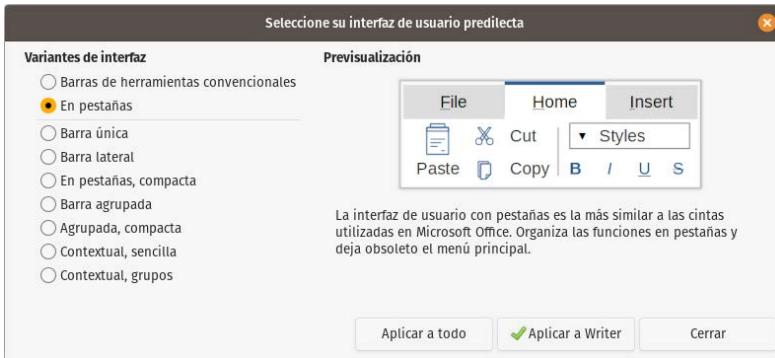 Seleccione su interfaz de usuario predilecta
Variantes de interfaz
Barras de herramientas convencionales
En pestañas
Barra única
Barra lateral
En pestañas, compacta
Barra agrupada
Agrupada, compacta
Contextual, sencilla
Contextual, grupos
Previsualización
File Home Insert
Cut Styles
Paste Copy B I U S
La interfaz de usuario con pestañas es la más similar a las cintas
utilizadas en Microsoft Office. Organiza las funciones en pestañas y
deja obsoleto el menú principal.
Aplicar a todo Aplicar a Writer Cerrar